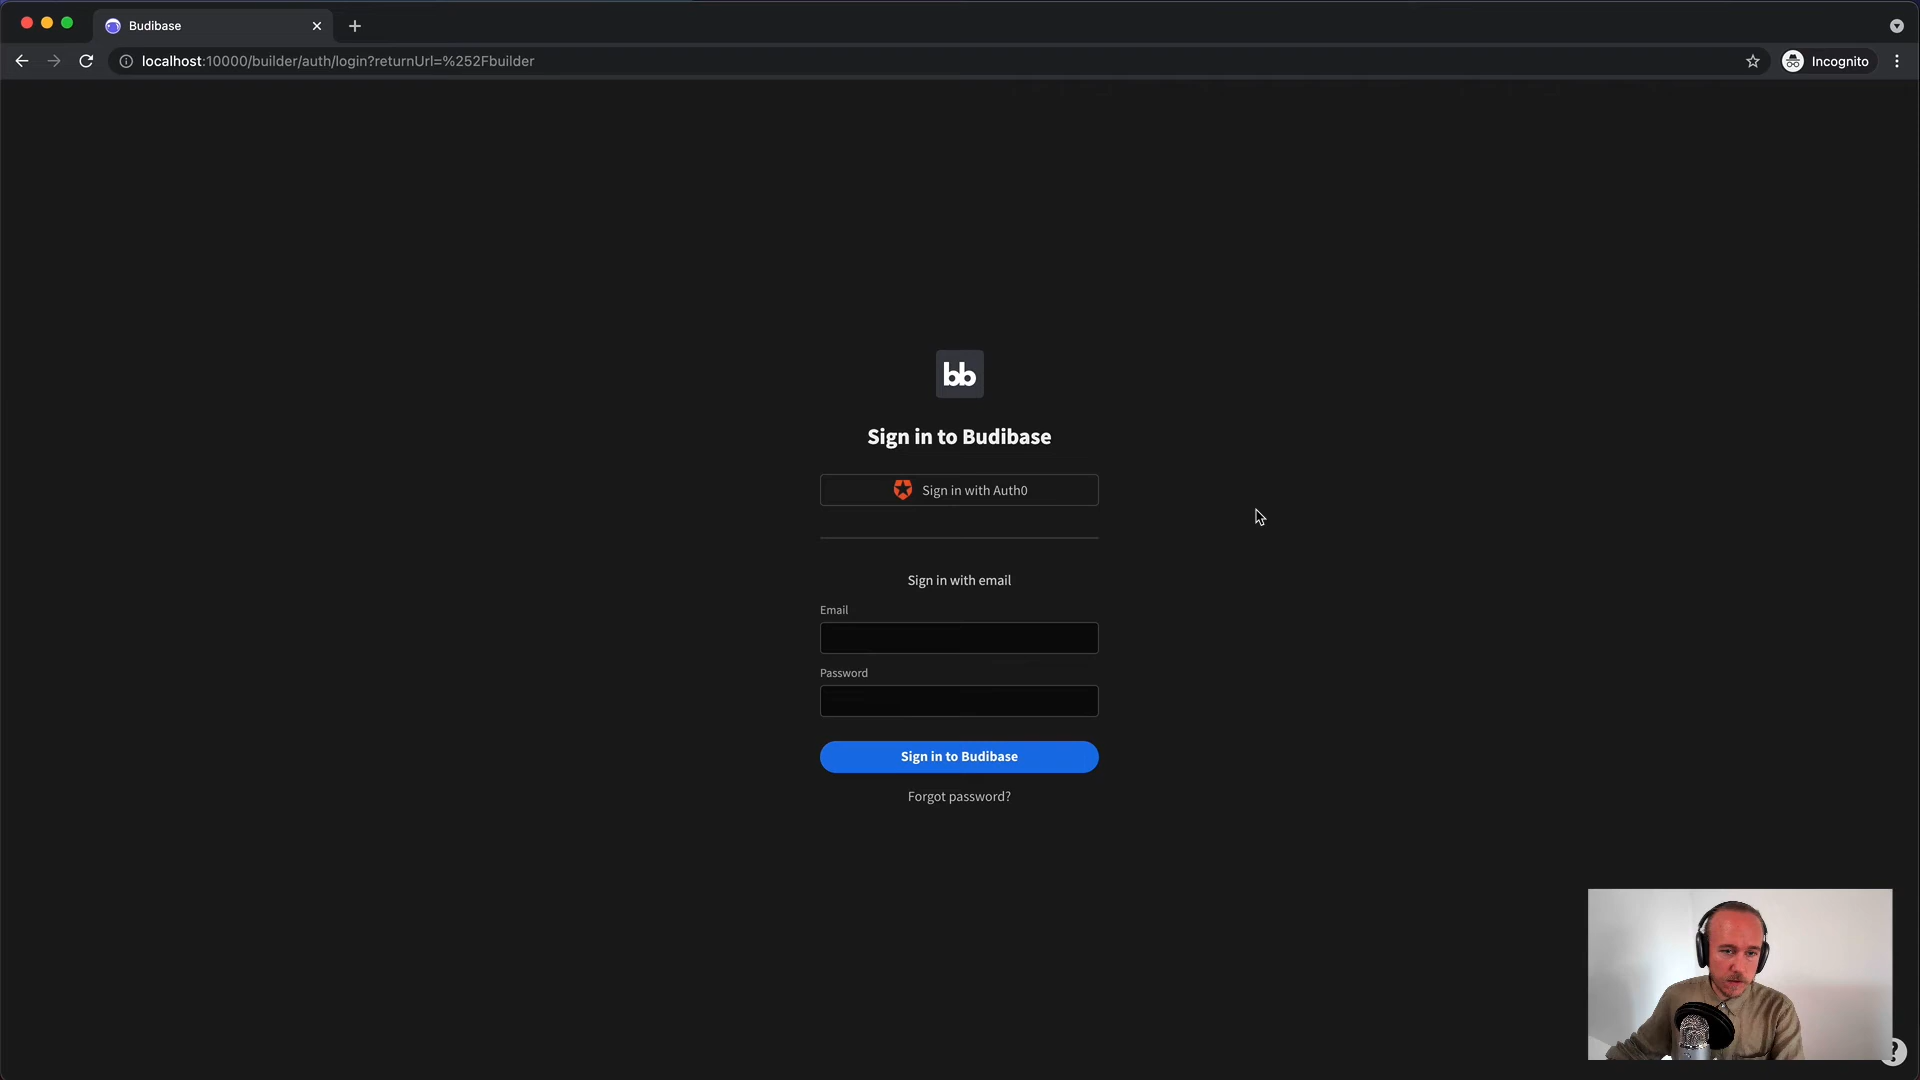 Budibase
localhost:10000/builder/auth/login?returnUrl=%252Fbuilder
Incognito
bb
Sign in to Budibase
Sign in with Auth0
Sign in with email
Email
Password
Sign in to Budibase
Forgot password?
?